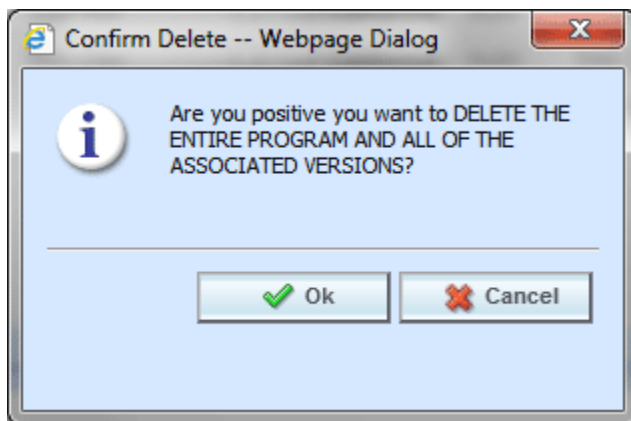 Confirm Delete -- Webpage Dialog
Are you positive you want to DELETE THE
ENTIRE PROGRAM AND ALL OF THE
ASSOCIATED VERSIONS?
Ok
Cancel